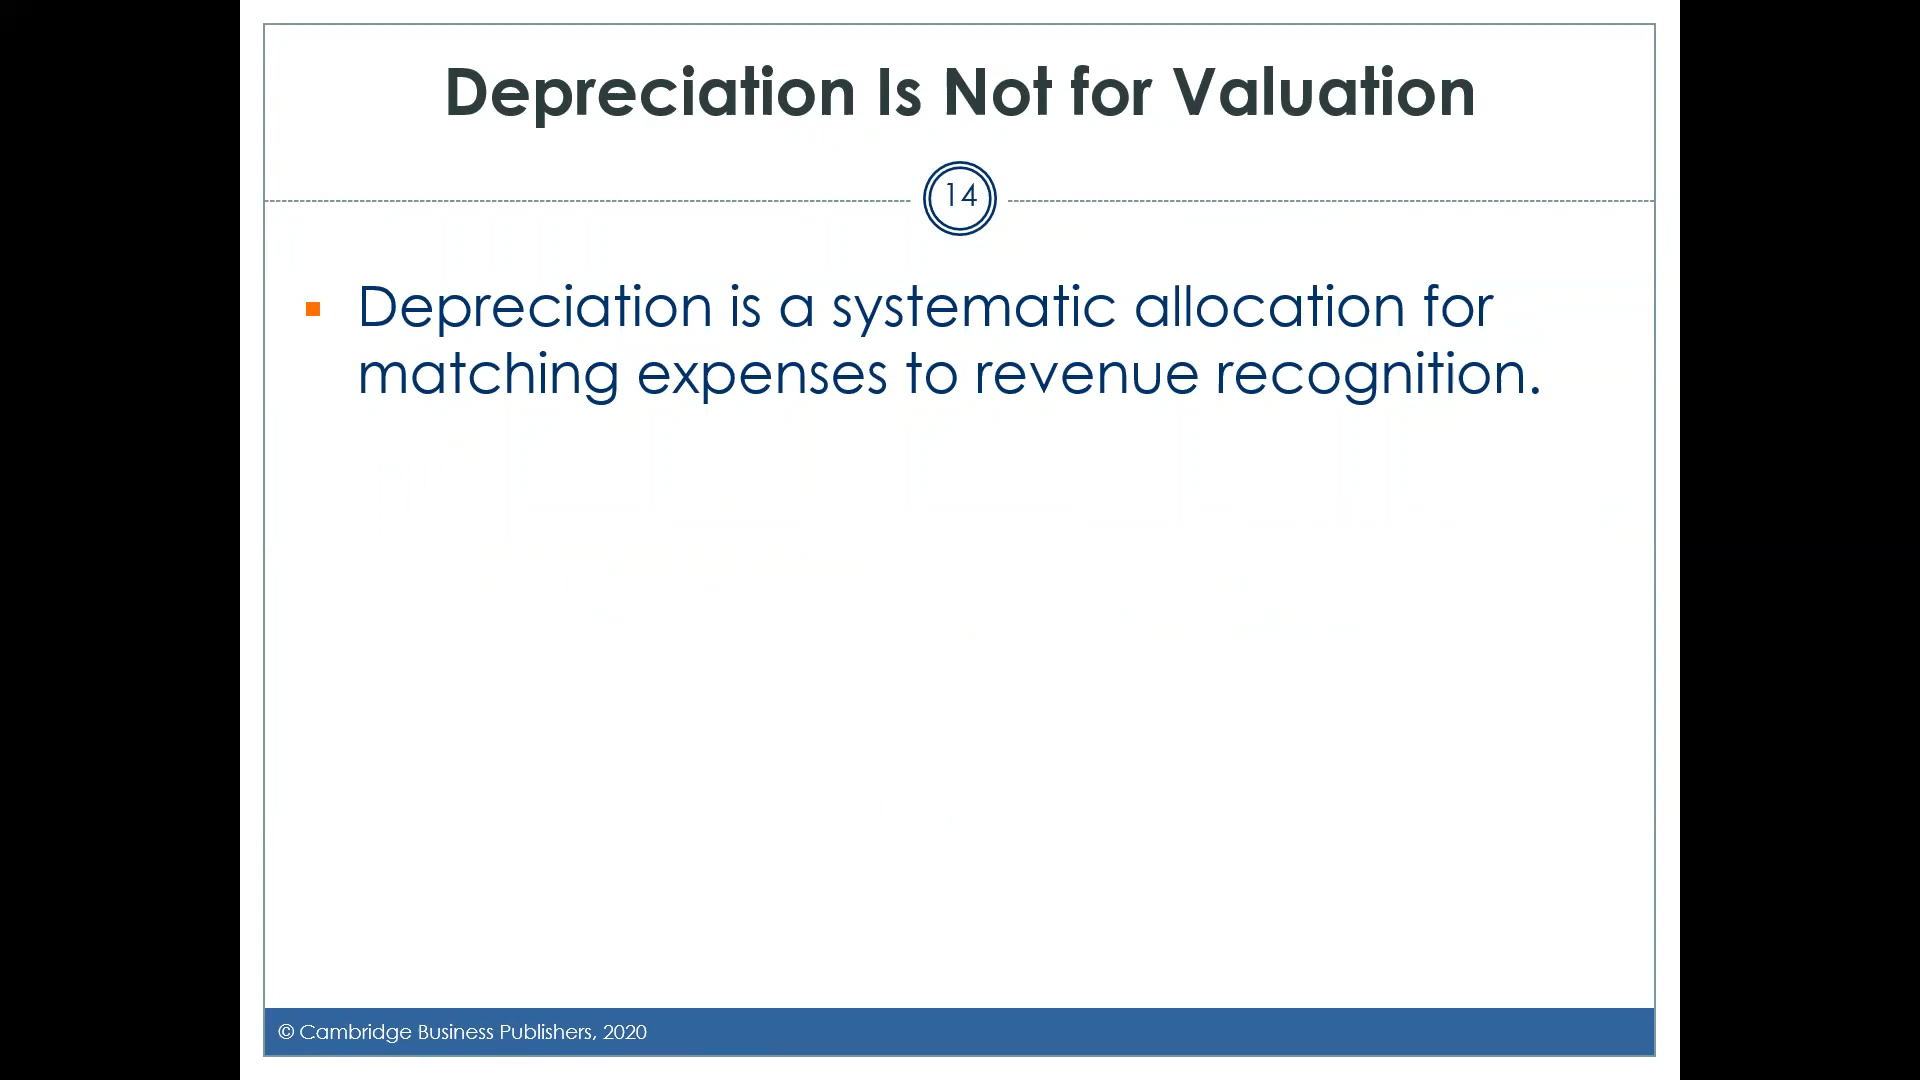 Depreciation Is Not for Valuation
14
▪ Depreciation is a systematic allocation for
matching expenses to revenue recognition.
© Cambridge Business Publishers, 2020